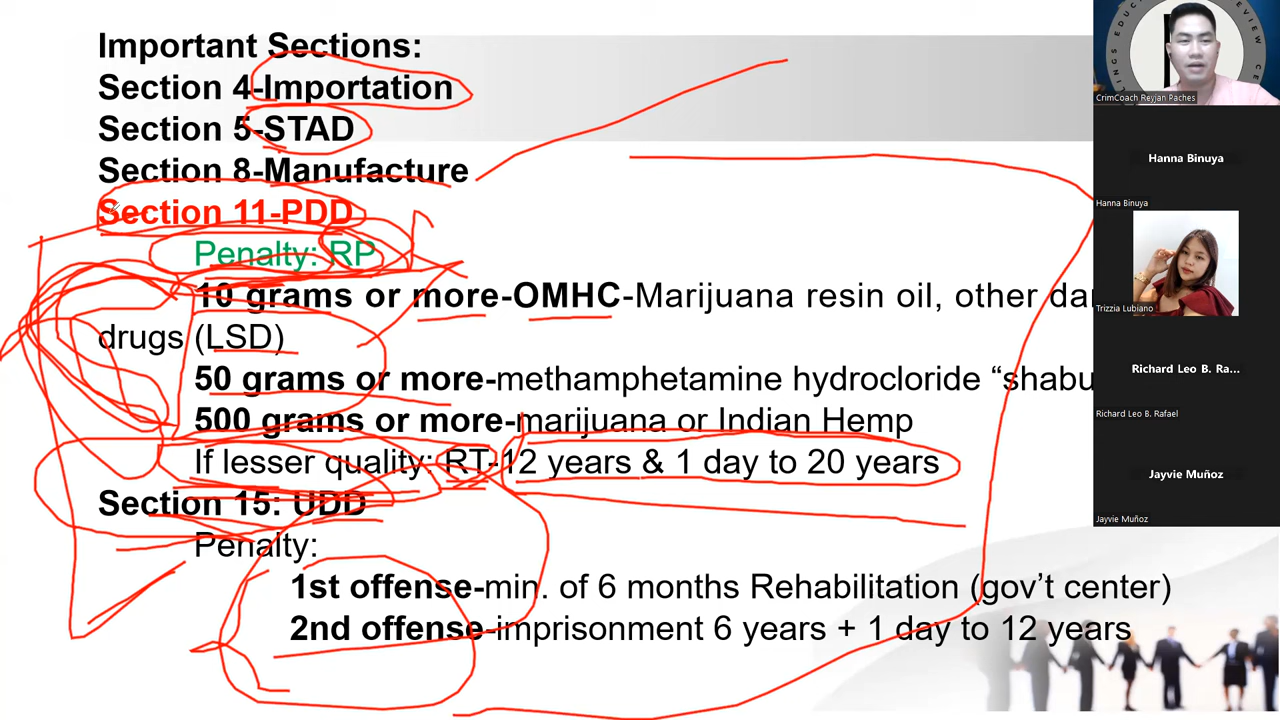 Important Sections:
Section 4-Importation
Section 5-STAD
Section 8-Manufacture
Section 11-PDD
Penalty: RP
10 grams or more-OMHC-Marijuana resin oil, other
drugs (LSD)
50 grams or more-methamphetamine hydrocloride “shabu
500 grams or more-marijuana or Indian Hemp
If lesser quality: RT-12 years & 1 day to 20 years
Section 15: UDD
Penalty:
1st offense-min. of 6 months Rehabilitation (gov’t center)
2nd offense-imprisonment 6 years + 1 day to 12 years
CrimCoach Reyjan Paches
Hanna Binuya
Hanna Binuya
Trizzia Lubiano
Richard Leo B. Ra...
Richard Leo B. Rafael
Jayvie Muñoz
Jayvie Muñoz